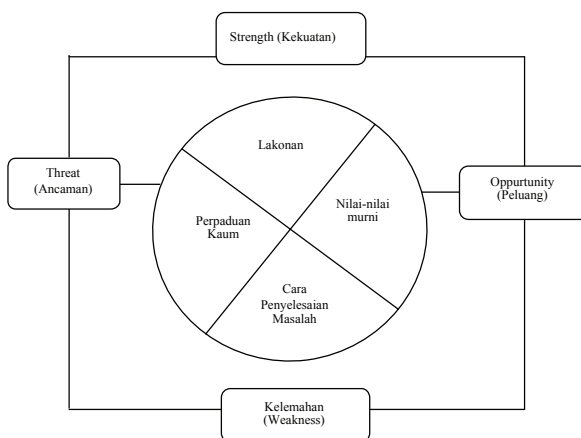 Strength (Kekuatan)
Lakonan
Threat
(Ancaman)
Oppurtunity
(Peluang)
Nilai-nilai
murni
Perpaduan
Kaum
Cara
Penyelesaian
Masalah
Kelemahan
(Weakness)